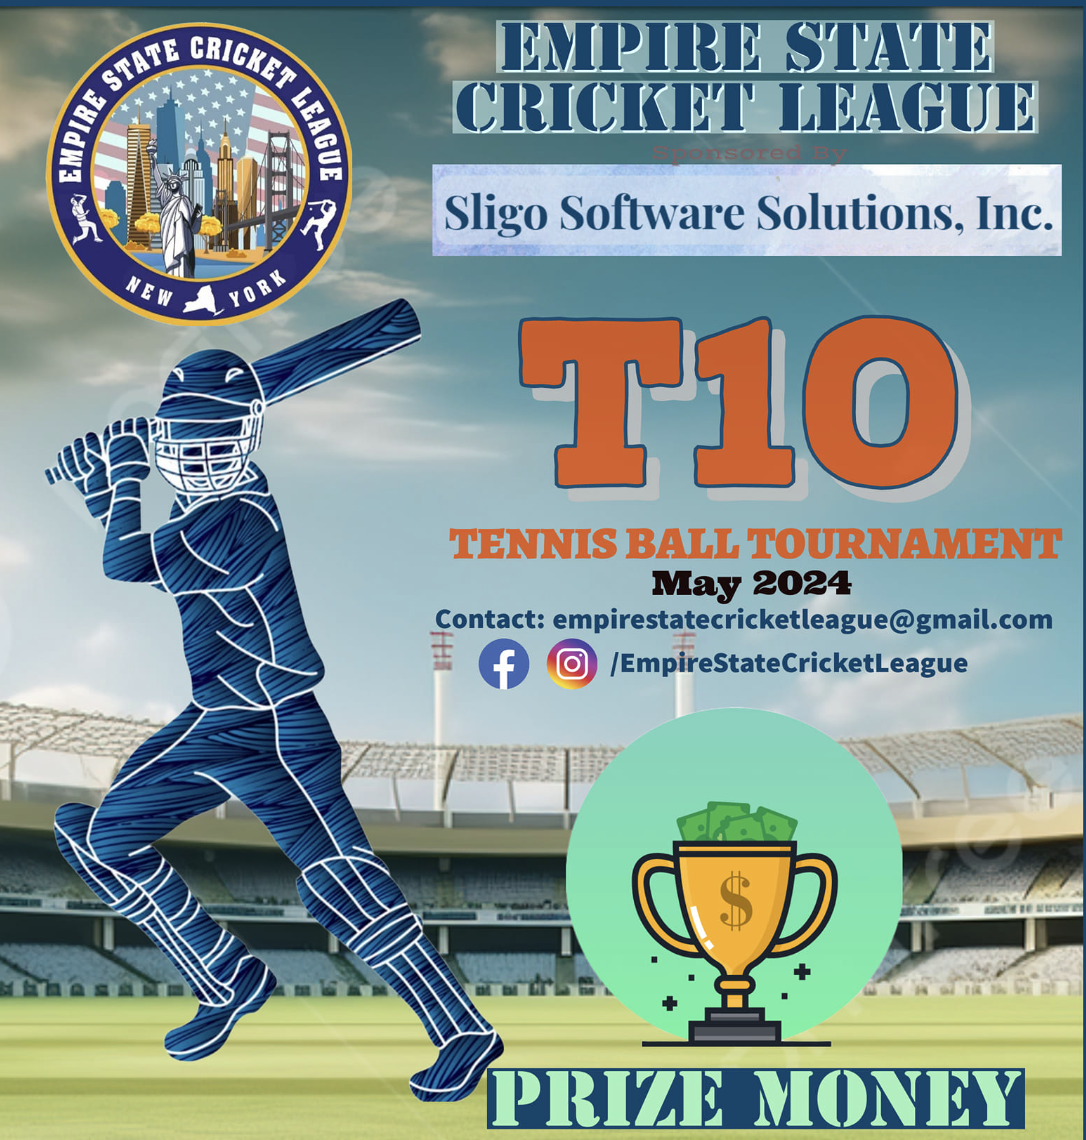 EMPIRE STATE CRICKET LEAGUE
NEW YORK
EMPIRE STATE
CRICKET LEAGUE
Sponsored By
Sligo Software Solutions, Inc.
T10
TENNIS BALL TOURNAMENT
May 2024
Contact: empirestatecricketleague@gmail.com
/EmpireStateCricketLeague
$
PRIZE MONEY